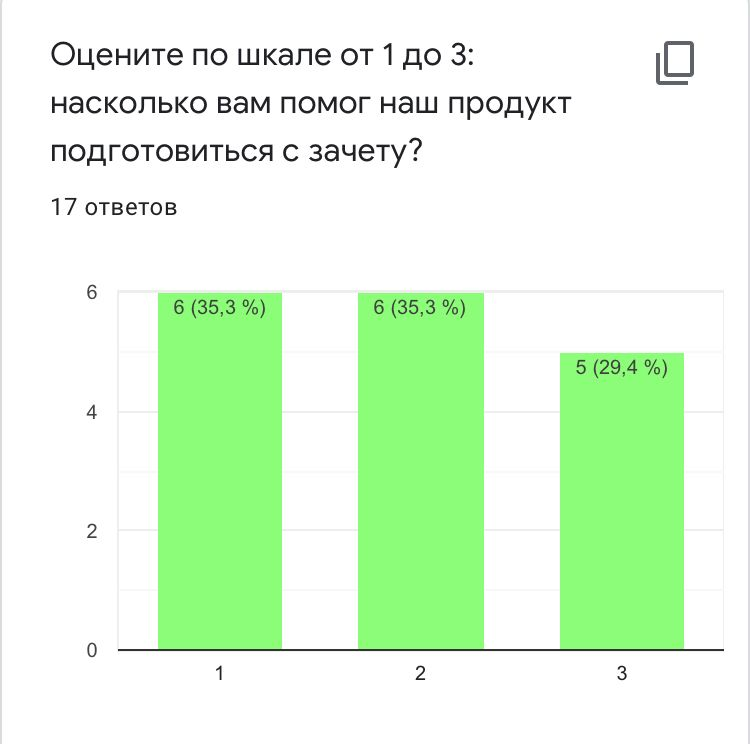 Оцените по шкале от 1 до 3:
насколько вам помог наш продукт
подготовиться с зачету?
17 ответов
6
6 (35,3 %)
6 (35,3 %)
5 (29,4 %)
4
2
0
1
2
3